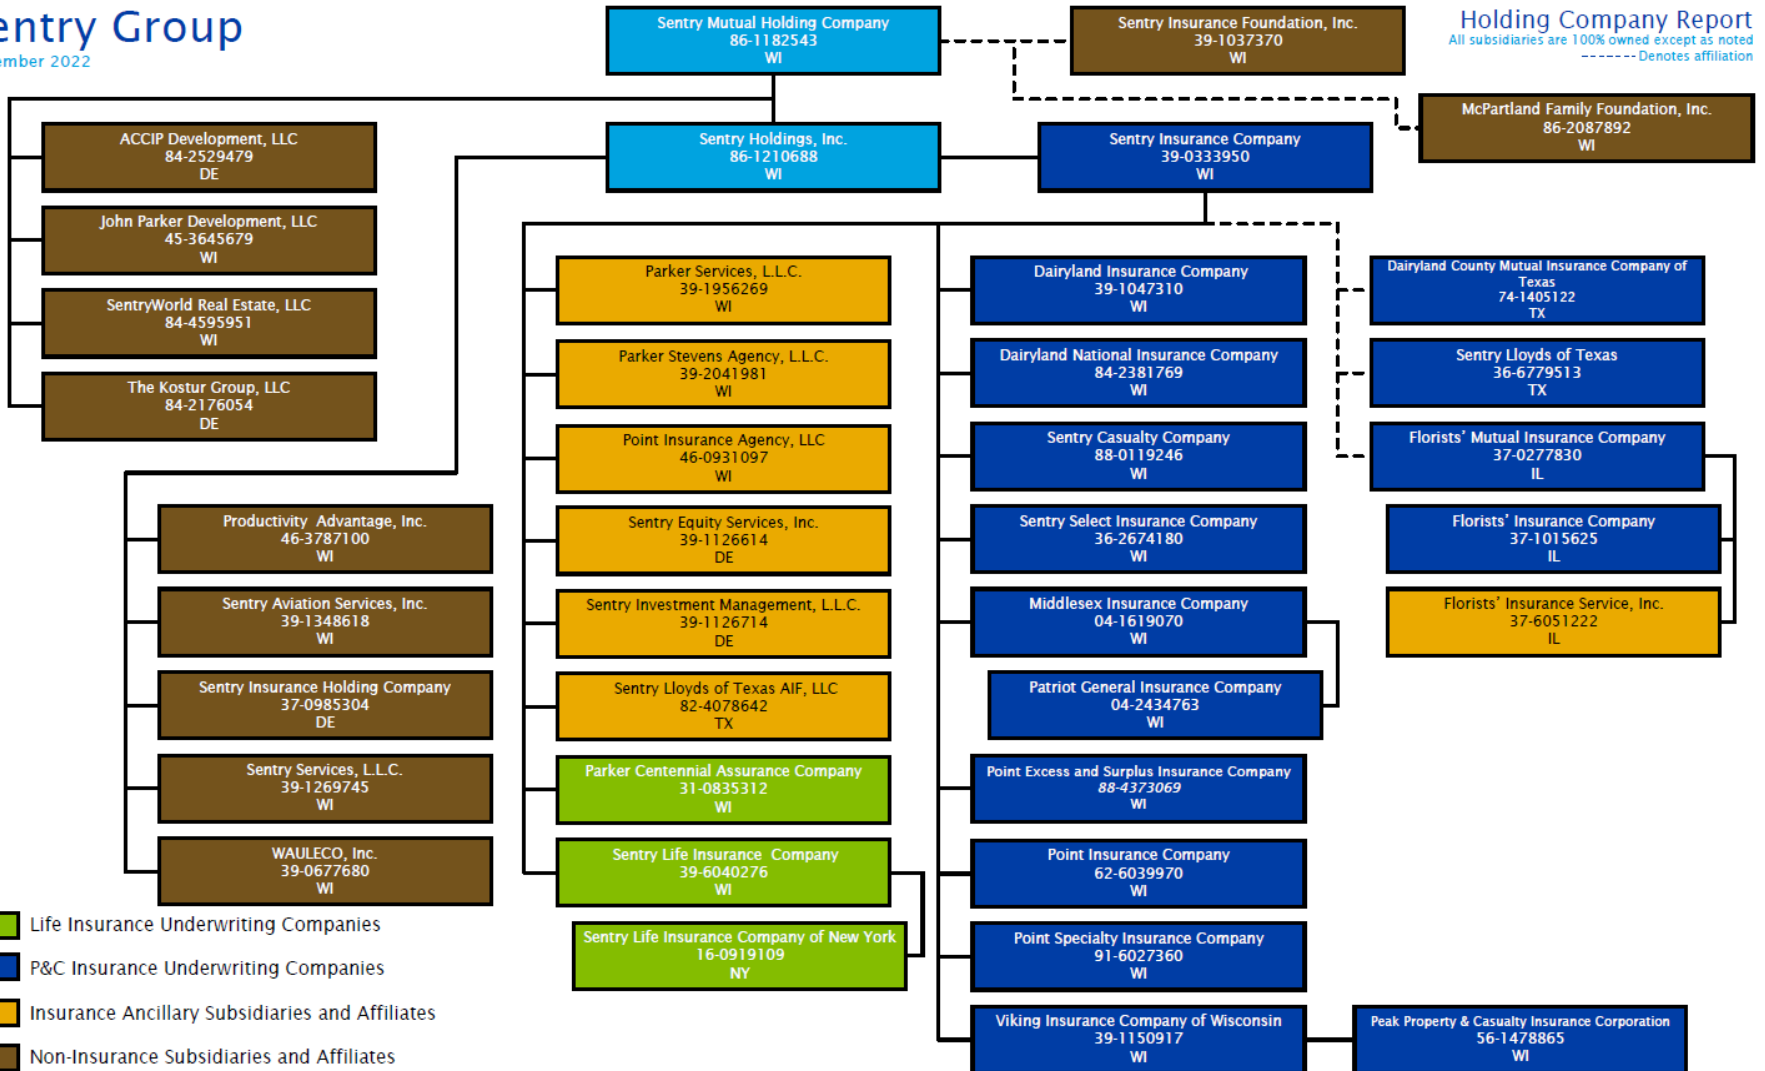 entry Group
ember 2022
Sentry Mutual Holding Company
86-1182543
WI
Sentry Insurance Foundation, Inc.
39-1037370
WI
Holding Company Report
All subsidiaries are 100% owned except as noted
------- Denotes affiliation
McPartland Family Foundation, Inc.
86-2087892
WI
ACCIP Development, LLC
84-2529479
DE
Sentry Holdings, Inc.
86-1210688
WI
Sentry Insurance Company
39-0333950
WI
John Parker Development, LLC
45-3645679
WI
SentryWorld Real Estate, LLC
84-4595951
WI
The Kostur Group, LLC
84-2176054
DE
Productivity Advantage, Inc.
46-3787100
WI
Sentry Aviation Services, Inc.
39-1348618
WI
Sentry Insurance Holding Company
37-0985304
DE
Sentry Services, L.L.C.
39-1269745
WI
WAULECO, Inc.
39-0677680
WI
Parker Services, L.L.C.
39-1956269
WI
Parker Stevens Agency, L.L.C.
39-2041981
WI
Point Insurance Agency, LLC
46-0931097
WI
Sentry Equity Services, Inc.
39-1126614
DE
Sentry Investment Management, L.L.C.
39-1126714
DE
Sentry Lloyds of Texas AIF, LLC
82-4078642
TX
Parker Centennial Assurance Company
31-0835312
WI
Sentry Life Insurance Company
39-6040276
WI
Sentry Life Insurance Company of New York
16-0919109
NY
Dairyland Insurance Company
39-1047310
WI
Dairyland National Insurance Company
84-2381769
WI
Sentry Casualty Company
88-0119246
WI
Sentry Select Insurance Company
36-2674180
WI
Middlesex Insurance Company
04-1619070
WI
Patriot General Insurance Company
04-2434763
WI
Point Excess and Surplus Insurance Company
88-4373069
WI
Point Insurance Company
62-6039970
WI
Point Specialty Insurance Company
91-6027360
WI
Viking Insurance Company of Wisconsin
39-1150917
WI
Peak Property & Casualty Insurance Corporation
56-1478865
WI
Dairyland County Mutual Insurance Company of
Texas
74-1405122
TX
Sentry Lloyds of Texas
36-6779513
TX
Florists' Mutual Insurance Company
37-0277830
IL
Florists' Insurance Company
37-1015625
IL
Florists' Insurance Service, Inc.
37-6051222
IL
Life Insurance Underwriting Companies
P&C Insurance Underwriting Companies
Insurance Ancillary Subsidiaries and Affiliates
Non-Insurance Subsidiaries and Affiliates